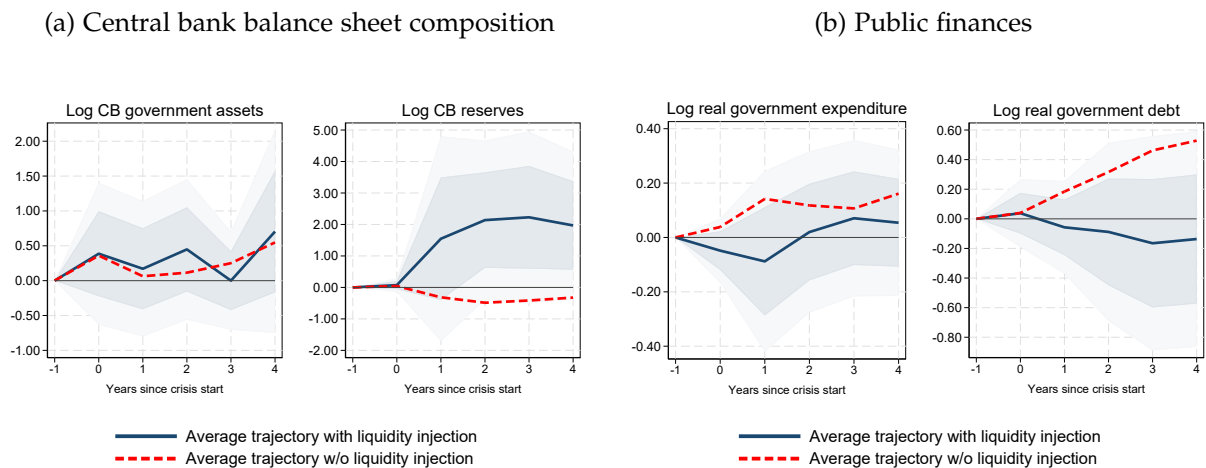 (a) Central bank balance sheet composition
(b) Public finances
Log CB government assets
2.00
1.50
1.00
0.50
0.00
-0.50
-1.00
-1 0 1 2 3 4
Years since crisis start
Log CB reserves
5.00
4.00
3.00
2.00
1.00
0.00
-1.00
-2.00
-1 0 1 2 3 4
Years since crisis start
Average trajectory with liquidity injection
Average trajectory w/o liquidity injection
Log real government expenditure
0.40
0.20
0.00
-0.20
-0.40
-1 0 1 2 3 4
Years since crisis start
Log real government debt
0.60
0.40
0.20
0.00
-0.20
-0.40
-0.60
-0.80
-1 0 1 2 3 4
Years since crisis start
Average trajectory with liquidity injection
Average trajectory w/o liquidity injection